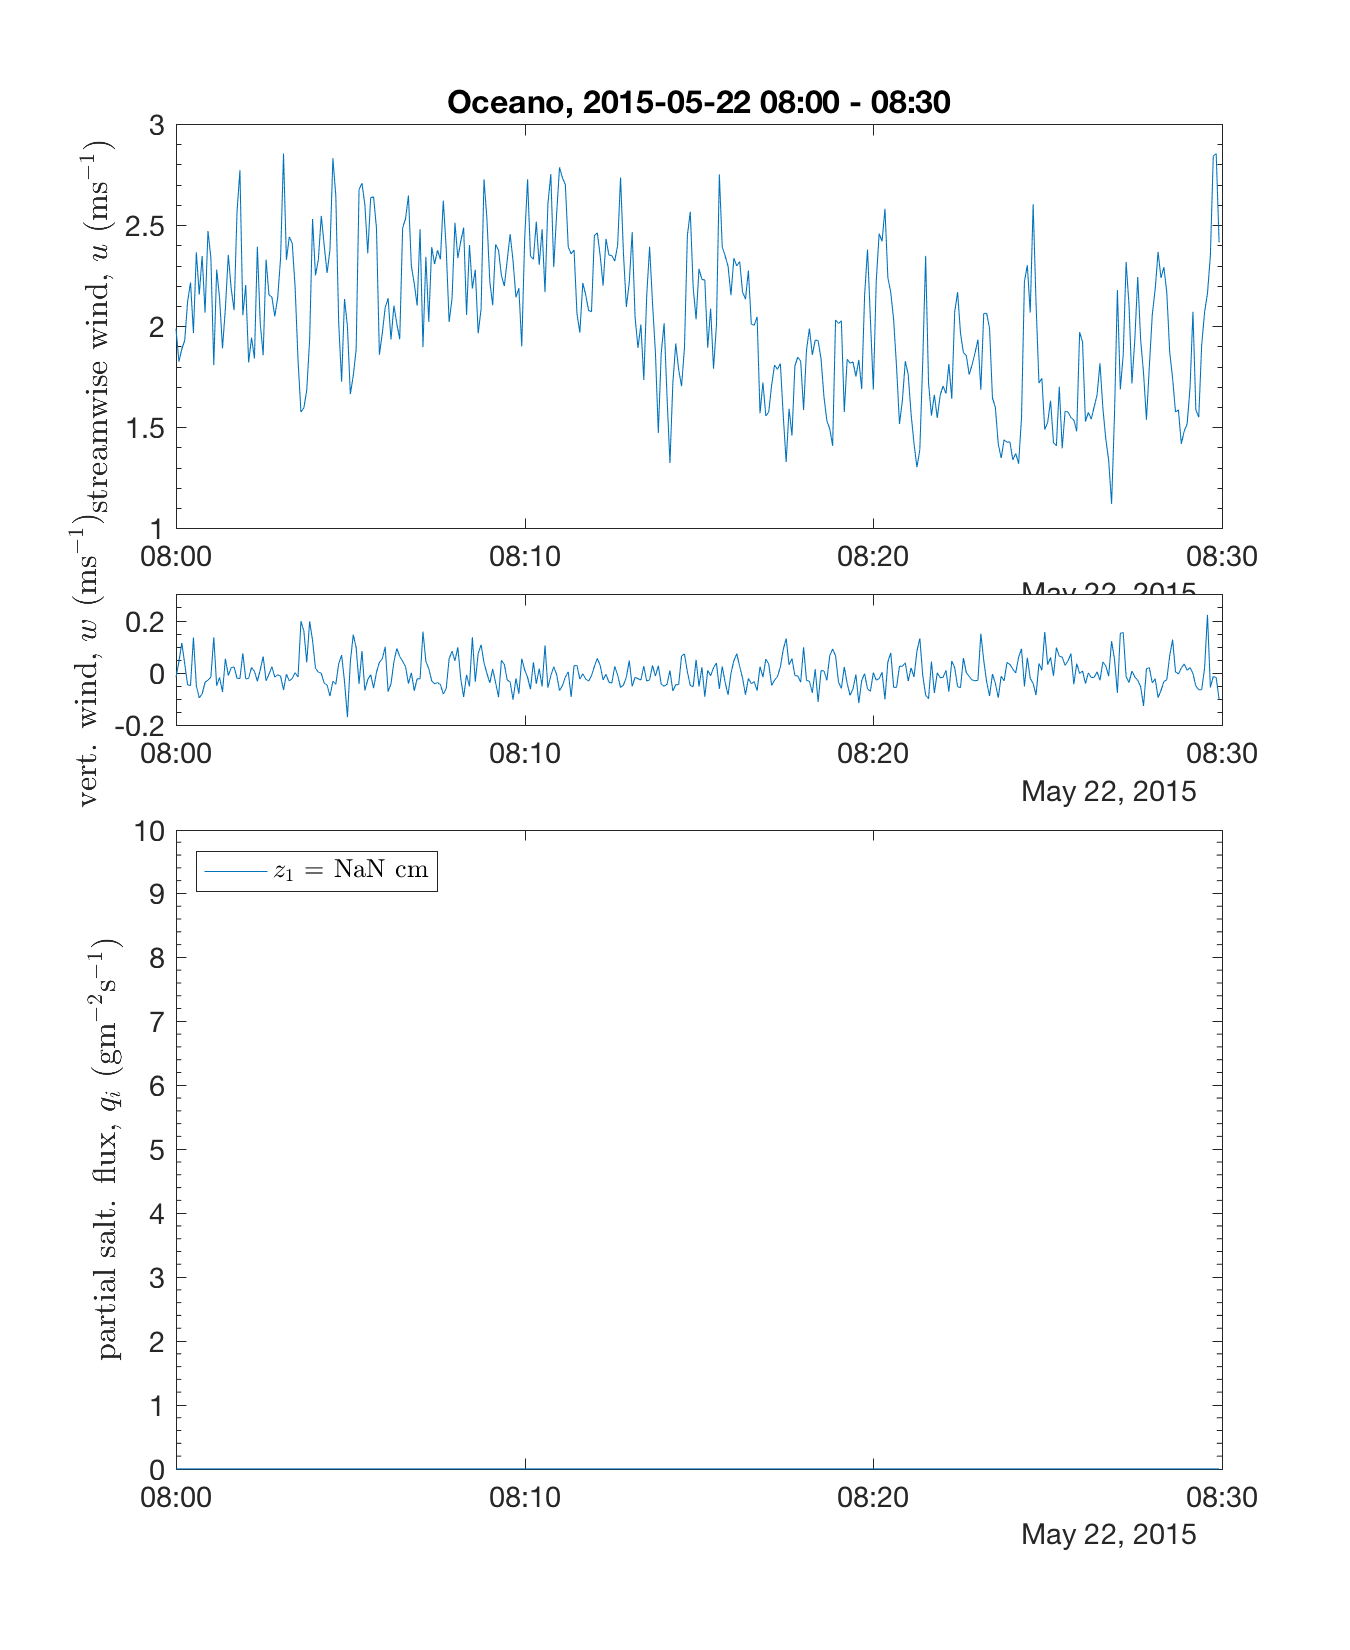 Oceano, 2015-05-22 08:00 - 08:30
streamwise wind, u (ms⁻¹)
3
2.5
2
1.5
1
08:00 08:10 08:20 08:30
May 22, 2015
vert. wind, w (ms⁻¹)
0.2
0
-0.2
08:00 08:10 08:20 08:30
May 22, 2015
partial salt. flux, qᵢ (gm⁻²s⁻¹)
10
9
8
7
6
5
4
3
2
1
0
z₁ = NaN cm
08:00 08:10 08:20 08:30
May 22, 2015